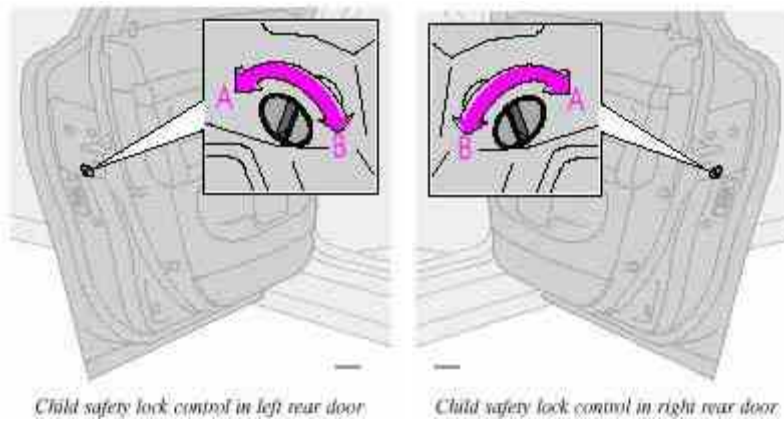 A
B
A
B
Child safety lock control in left rear door
Child safety lock control in right rear door